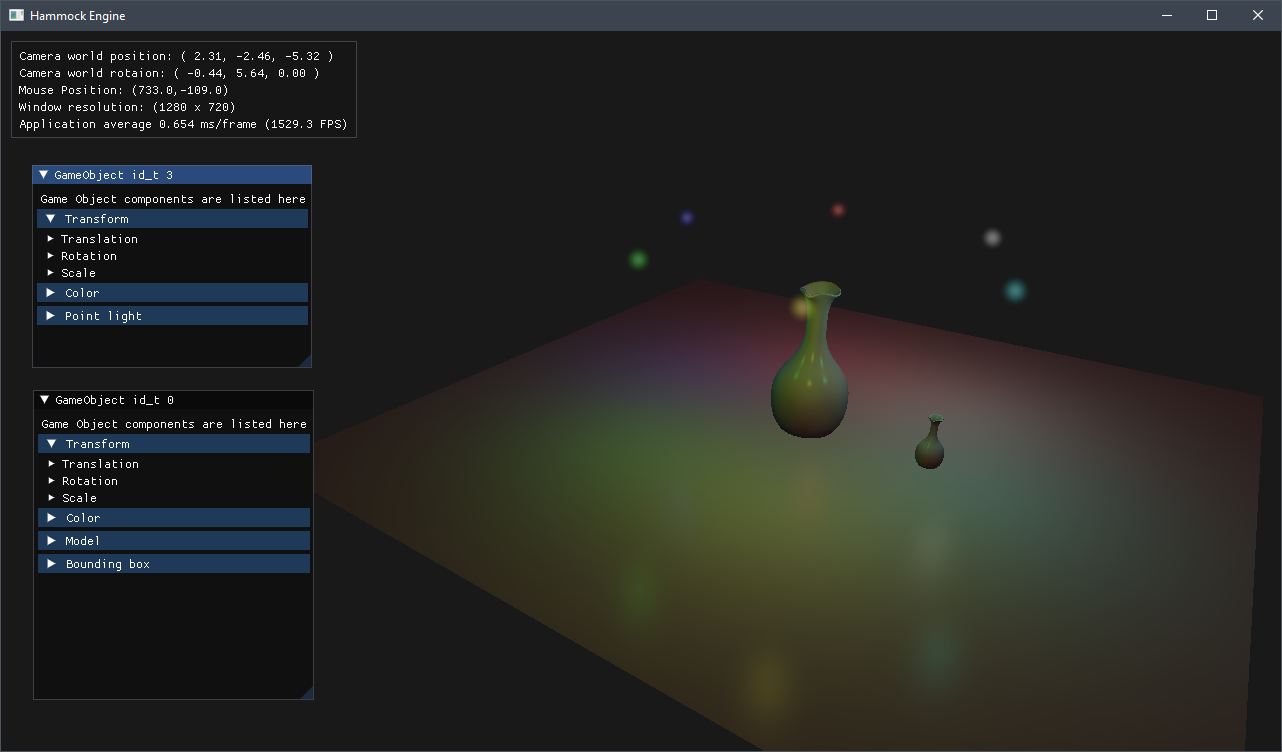 Hammock Engine
Camera world position: ( 2.31, -2.46, -5.32 )
Camera world rotaion: ( -0.44, 5.64, 0.00 )
Mouse Position: (733.0,-109.0)
Window resolution: (1280 x 720)
Application average 0.654 ms/frame (1529.3 FPS)
GameObject id_t 3
Game Object components are listed here
Transform
Translation
Rotation
Scale
Color
Point light
GameObject id_t 0
Game Object components are listed here
Transform
Translation
Rotation
Scale
Color
Model
Bounding box